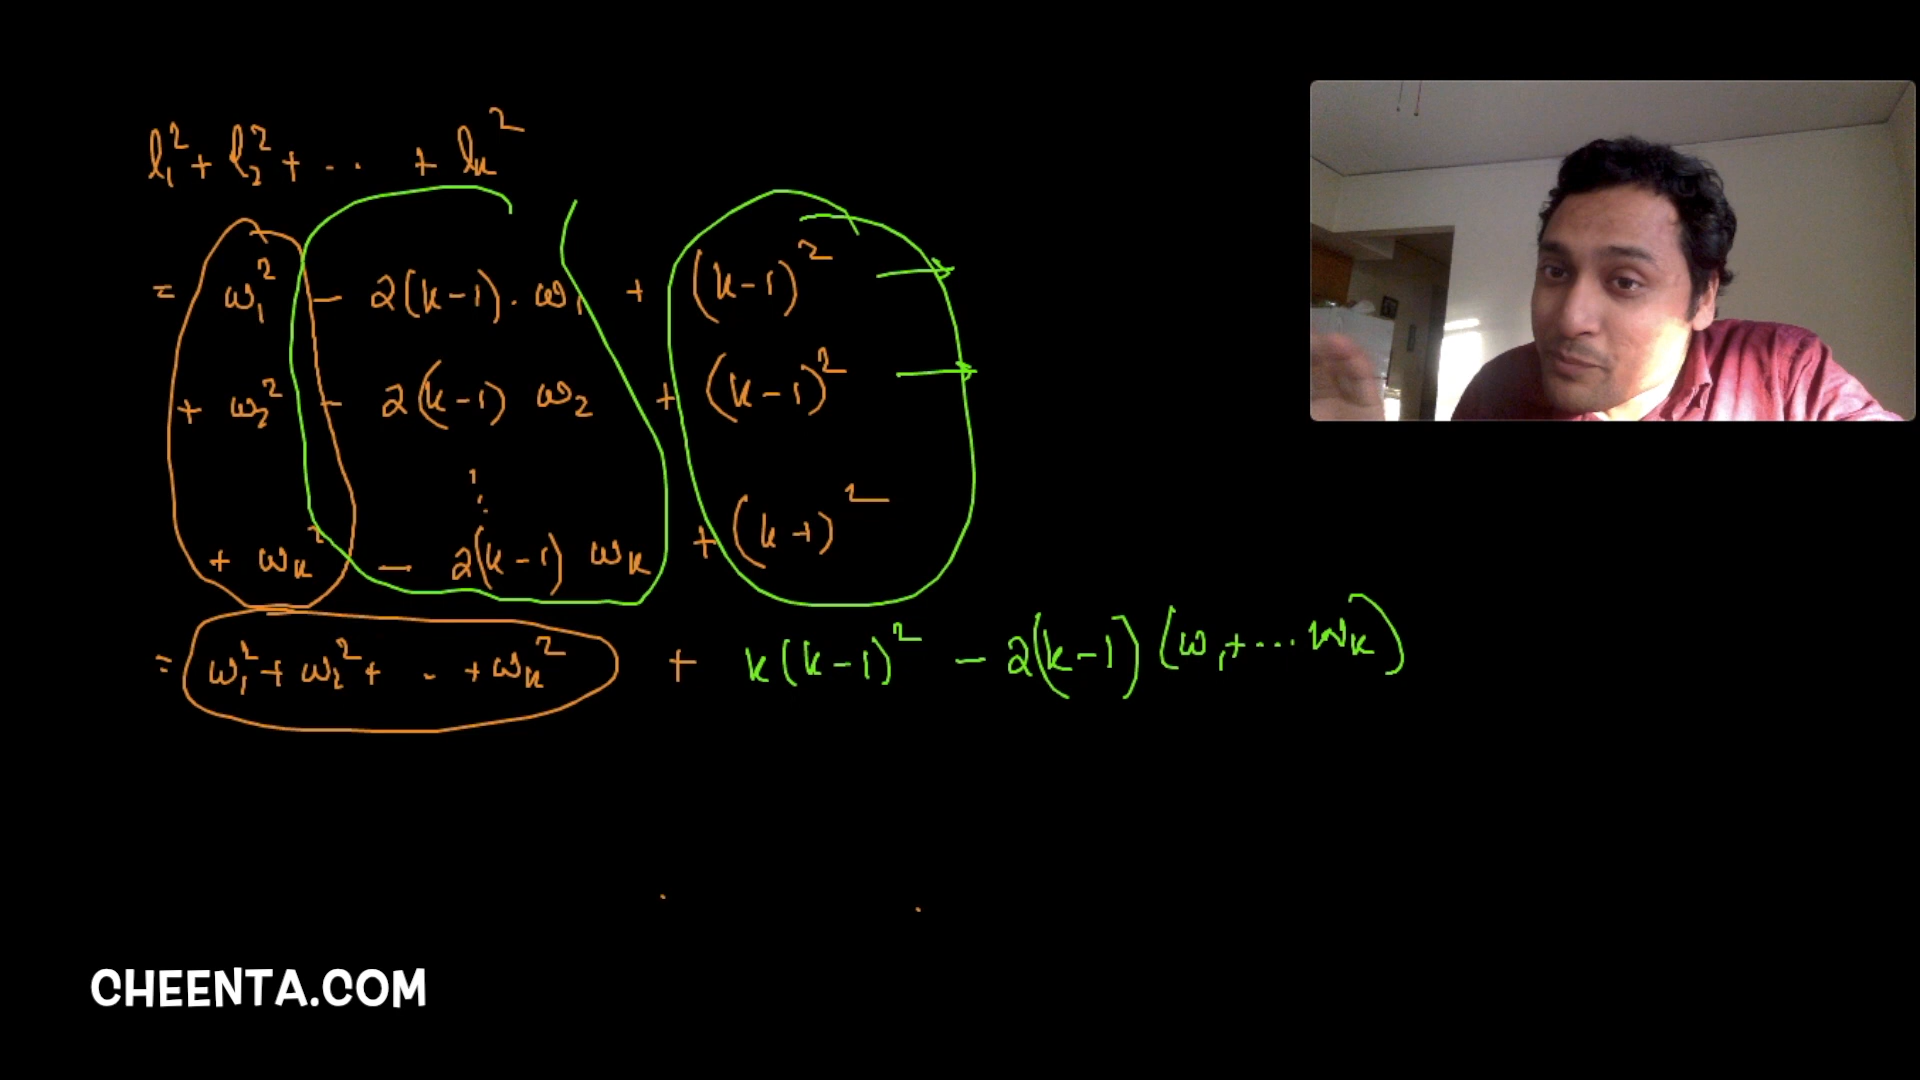 l₁² + l₂² + .. + lₖ²
= ω₁² − 2(k−1). ω₁ + (k−1)²
+ ω₂² − 2(k−1) ω₂ + (k−1)²
⋮
+ ωₖ² − 2(k−1) ωₖ + (k-1)²
= ω₁² + ω₂² + .. + ωₖ² + k(k−1)² − 2(k−1)(ω₁+...ωₖ)
CHEENTA.COM